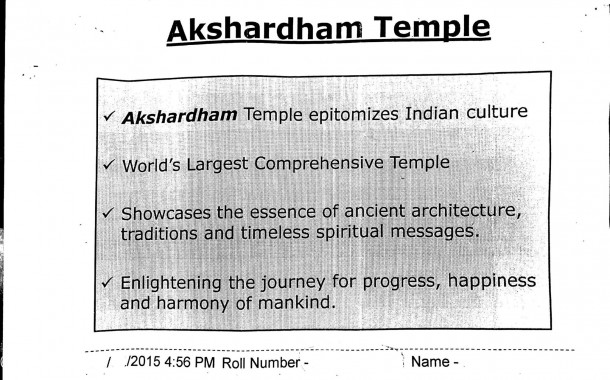 Akshardham Temple
✓ Akshardham Temple epitomizes Indian culture
✓ World's Largest Comprehensive Temple
✓ Showcases the essence of ancient architecture,
traditions and timeless spiritual messages.
✓ Enlightening the journey for progress, happiness
and harmony of mankind.
/ /2015 4:56 PM Roll Number - Name -